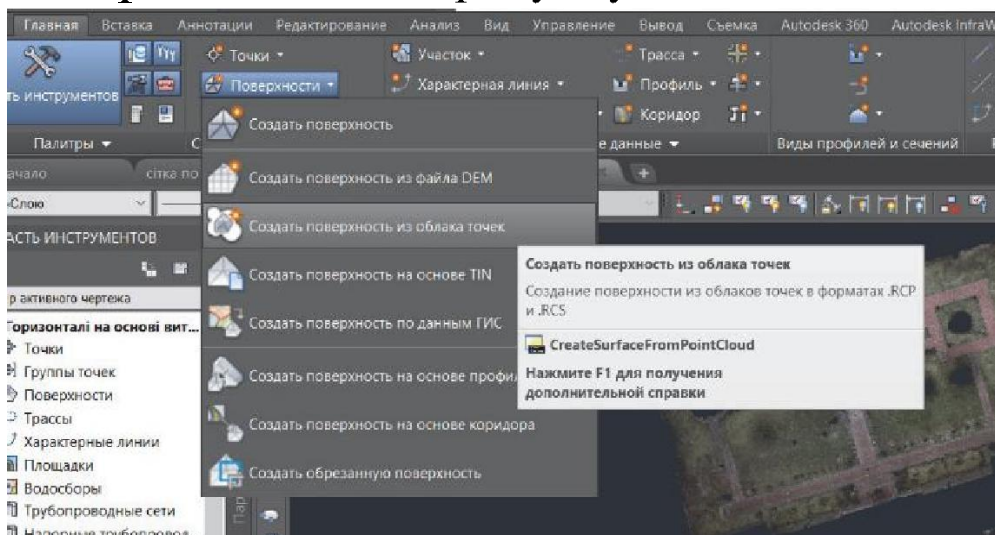 Главная Вставка Аннотации Редактирование Анализ Вид Управление Вывод Съемка Autodesk 360 Autodesk InfraW
Точки Участок Трасса
ть инструментов Поверхности Характерная линия Профиль
Коридор
Палитры е данные Виды профилей и сечений
ачало сітка по
Слою
АСТЬ ИНСТРУМЕНТОВ
р активного чертежа
Горизонталі на основі вит...
Точки
Группы точек
Поверхности
Трассы
Характерные линии
Площадки
Водосборы
Трубопроводные сети
Напорные трубопровод
Создать поверхность
Создать поверхность из файла DEM
Создать поверхность из облака точек
Создать поверхность на основе TIN
Создать поверхность по данным ГИС
Создать поверхность на основе профи
Создать поверхность на основе коридора
Создать обрезанную поверхность
Создать поверхность из облака точек
Создание поверхности из облаков точек в форматах .RCP
и .RCS
CreateSurfaceFromPointCloud
Нажмите F1 для получения
дополнительной справки
Пар